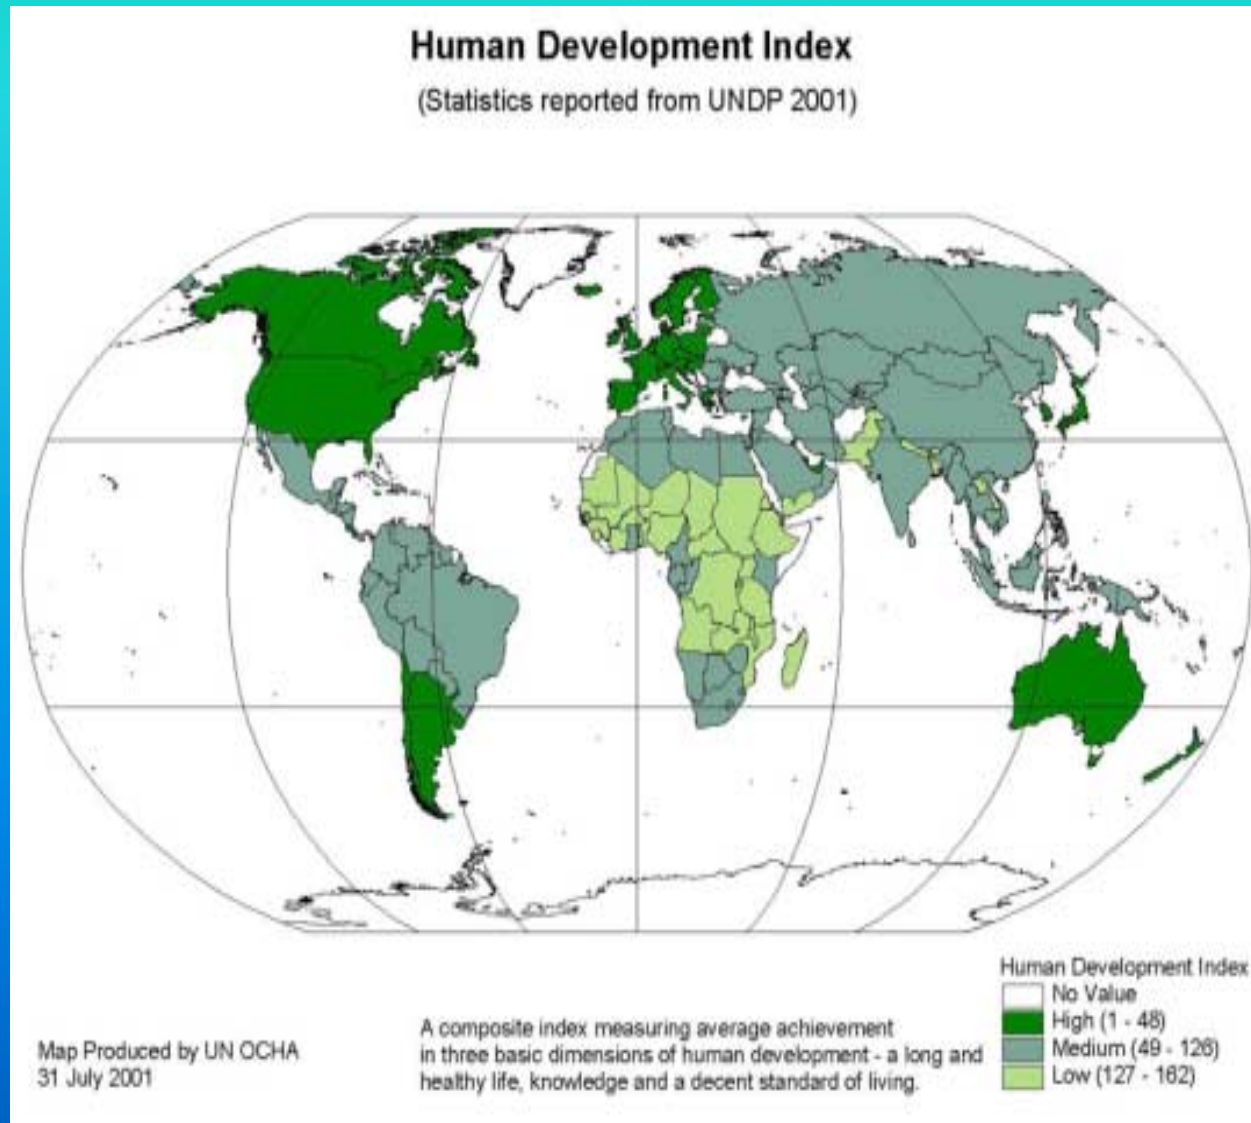 Human Development Index
(Statistics reported from UNDP 2001)
Human Development Index
No Value
High (1 - 48)
Medium (49 - 126)
Low (127 - 162)
A composite index measuring average achievement
in three basic dimensions of human development - a long and
healthy life, knowledge and a decent standard of living.
Map Produced by UN OCHA
31 July 2001